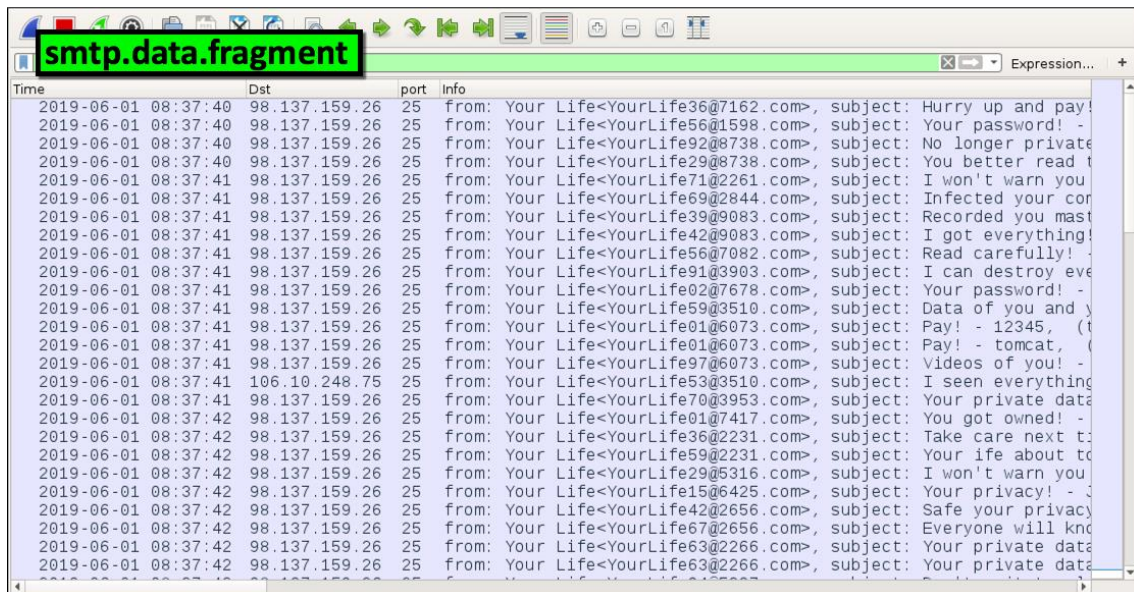 smtp.data.fragment
Expression... +
Time Dst port Info
2019-06-01 08:37:40 98.137.159.26 25 from: Your Life<YourLife36@7162.com>, subject: Hurry up and pay!
2019-06-01 08:37:40 98.137.159.26 25 from: Your Life<YourLife56@1598.com>, subject: Your password! -
2019-06-01 08:37:40 98.137.159.26 25 from: Your Life<YourLife92@8738.com>, subject: No longer private
2019-06-01 08:37:40 98.137.159.26 25 from: Your Life<YourLife29@8738.com>, subject: You better read
2019-06-01 08:37:41 98.137.159.26 25 from: Your Life<YourLife71@2261.com>, subject: I won't warn you
2019-06-01 08:37:41 98.137.159.26 25 from: Your Life<YourLife69@2844.com>, subject: Infected your
2019-06-01 08:37:41 98.137.159.26 25 from: Your Life<YourLife39@9083.com>, subject: Recorded you mast
2019-06-01 08:37:41 98.137.159.26 25 from: Your Life<YourLife42@9083.com>, subject: I got everything!
2019-06-01 08:37:41 98.137.159.26 25 from: Your Life<YourLife56@7082.com>, subject: Read carefully! -
2019-06-01 08:37:41 98.137.159.26 25 from: Your Life<YourLife91@3903.com>, subject: I can destroy eve
2019-06-01 08:37:41 98.137.159.26 25 from: Your Life<YourLife02@7678.com>, subject: Your password! -
2019-06-01 08:37:41 98.137.159.26 25 from: Your Life<YourLife59@3510.com>, subject: Data of you and y
2019-06-01 08:37:41 98.137.159.26 25 from: Your Life<YourLife01@6073.com>, subject: Pay! - 12345, (t
2019-06-01 08:37:41 98.137.159.26 25 from: Your Life<YourLife01@6073.com>, subject: Pay! - tomcat, (
2019-06-01 08:37:41 98.137.159.26 25 from: Your Life<YourLife97@6073.com>, subject: Videos of you! -
2019-06-01 08:37:41 106.10.248.75 25 from: Your Life<YourLife53@3510.com>, subject: I seen everything
2019-06-01 08:37:41 98.137.159.26 25 from: Your Life<YourLife70@3953.com>, subject: Your private data
2019-06-01 08:37:42 98.137.159.26 25 from: Your Life<YourLife01@7417.com>, subject: You got owned! -
2019-06-01 08:37:42 98.137.159.26 25 from: Your Life<YourLife36@2231.com>, subject: Take care next ti
2019-06-01 08:37:42 98.137.159.26 25 from: Your Life<YourLife59@2231.com>, subject: Your ife about to
2019-06-01 08:37:42 98.137.159.26 25 from: Your Life<YourLife29@5316.com>, subject: I won't warn you
2019-06-01 08:37:42 98.137.159.26 25 from: Your Life<YourLife15@6425.com>, subject: Your privacy! - J
2019-06-01 08:37:42 98.137.159.26 25 from: Your Life<YourLife42@2656.com>, subject: Safe your privacy
2019-06-01 08:37:42 98.137.159.26 25 from: Your Life<YourLife67@2656.com>, subject: Everyone will kno
2019-06-01 08:37:42 98.137.159.26 25 from: Your Life<YourLife63@2266.com>, subject: Your private data
2019-06-01 08:37:42 98.137.159.26 25 from: Your Life<YourLife63@2266.com>, subject: Your private data